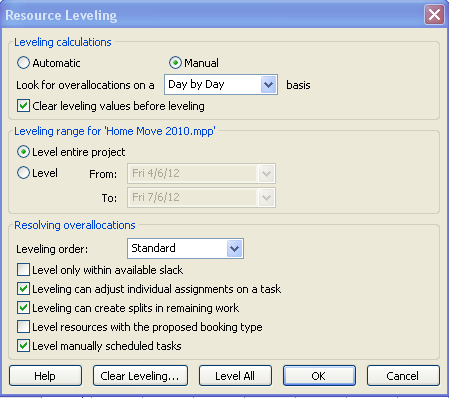 Resource Leveling
Leveling calculations
Automatic Manual
Look for overallocations on a Day by Day basis
Clear leveling values before leveling
Leveling range for 'Home Move 2010.mpp'
Level entire project
Level From: Fri 4/6/12
To: Fri 7/6/12
Resolving overallocations
Leveling order: Standard
Level only within available slack
Leveling can adjust individual assignments on a task
Leveling can create splits in remaining work
Level resources with the proposed booking type
Level manually scheduled tasks
Help Clear Leveling... Level All OK Cancel